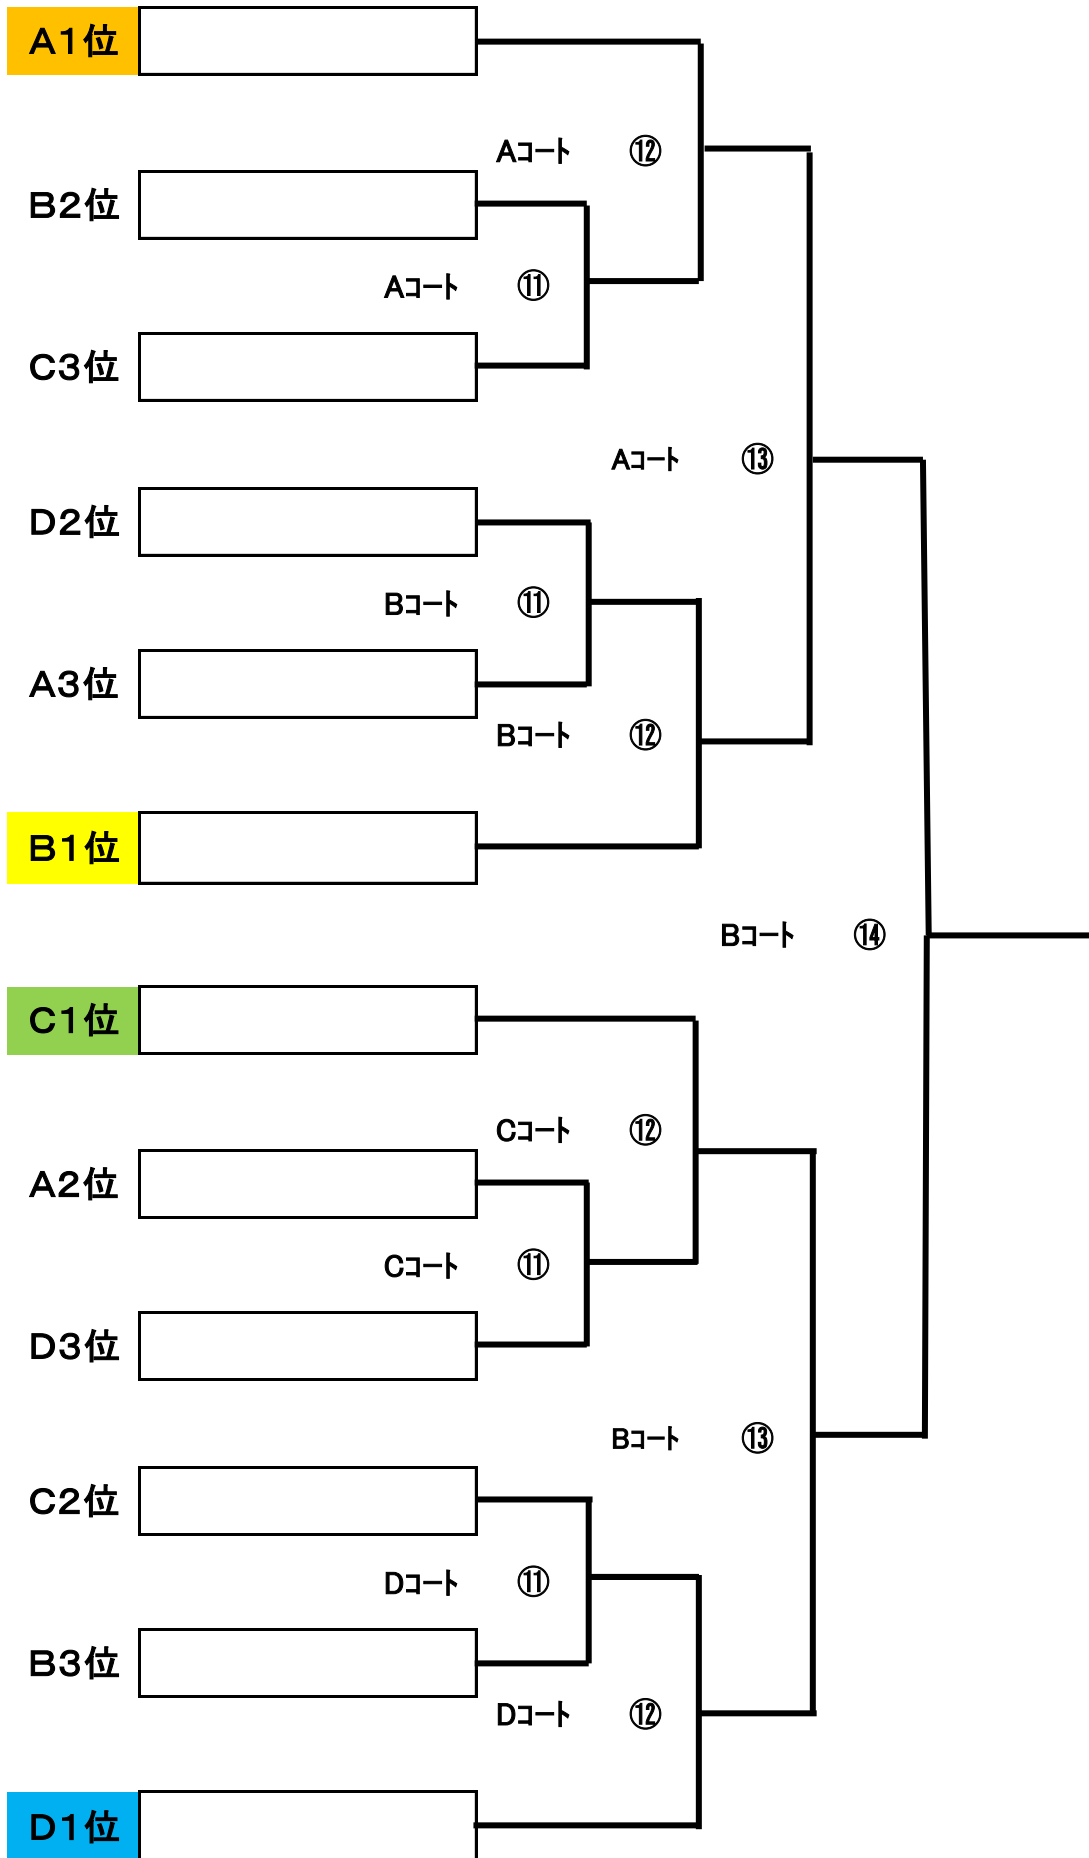 A1位
Aｺｰﾄ ⑫
B2位
Aｺｰﾄ ⑪
C3位
Aｺｰﾄ ⑬
D2位
Bｺｰﾄ ⑪
A3位
Bｺｰﾄ ⑫
B1位
Bｺｰﾄ ⑭
C1位
Cｺｰﾄ ⑫
A2位
Cｺｰﾄ ⑪
D3位
Bｺｰﾄ ⑬
C2位
Dｺｰﾄ ⑪
B3位
Dｺｰﾄ ⑫
D1位